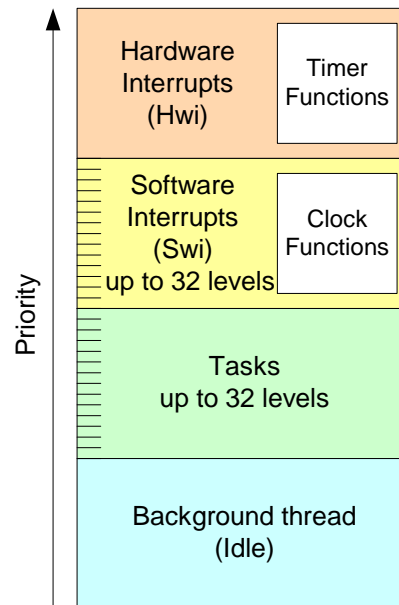 Priority
Hardware
Interrupts
(Hwi)
Timer
Functions
Software
Interrupts
(Swi)
up to 32 levels
Clock
Functions
Tasks
up to 32 levels
Background thread
(Idle)